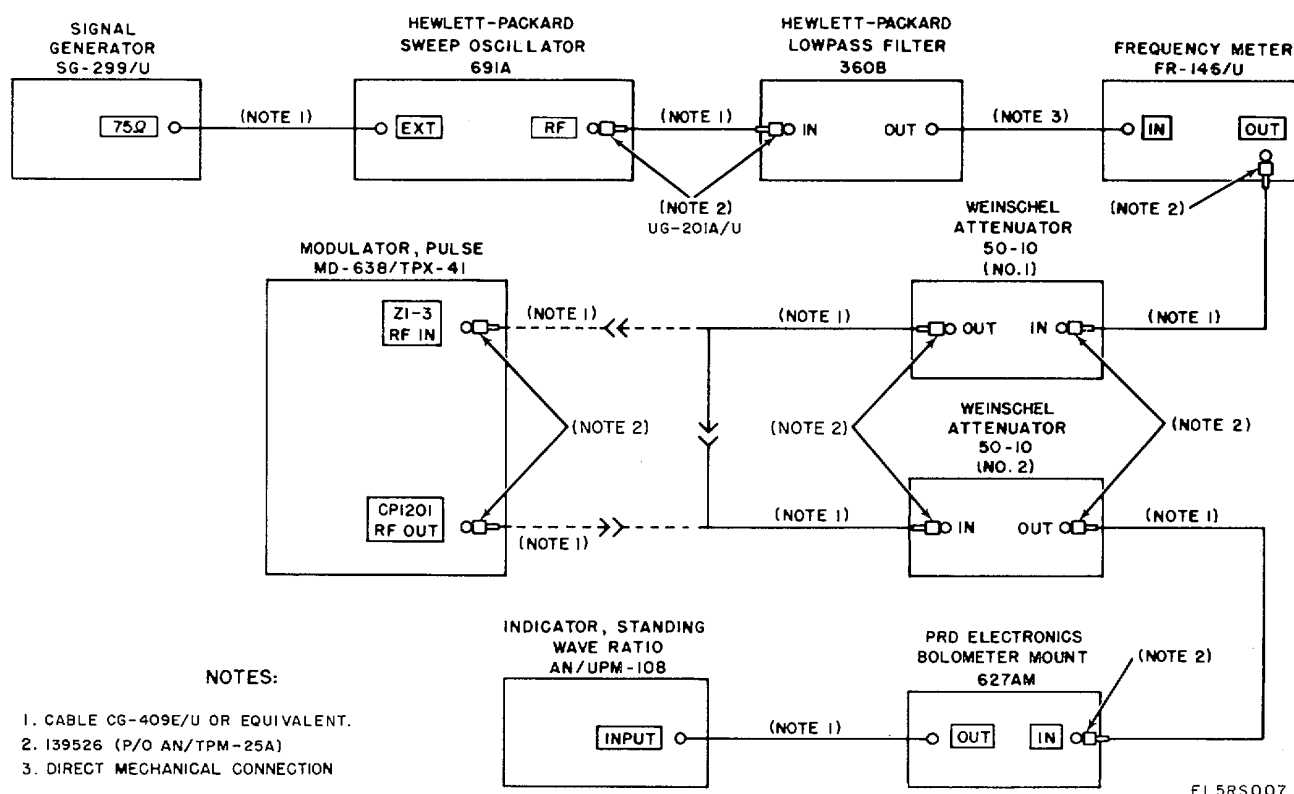 SIGNAL
GENERATOR
SG-299/U
75Ω
(NOTE 1)
HEWLETT-PACKARD
SWEEP OSCILLATOR
691A
EXT
RF
(NOTE 1)
(NOTE 2)
UG-201A/U
HEWLETT-PACKARD
LOWPASS FILTER
360B
IN
OUT
(NOTE 3)
FREQUENCY METER
FR-146/U
IN
OUT
(NOTE 2)
MODULATOR, PULSE
MD-638/TPX-41
Z1-3
RF IN
(NOTE 1)
(NOTE 1)
WEINSCHEL
ATTENUATOR
50-10
(NO.1)
OUT
IN
(NOTE 1)
(NOTE 2)
(NOTE 2)
(NOTE 2)
WEINSCHEL
ATTENUATOR
50-10
(NO. 2)
CP1201
RF OUT
(NOTE 1)
(NOTE 1)
IN
OUT
(NOTE 1)
INDICATOR, STANDING
WAVE RATIO
AN/UPM-108
INPUT
(NOTE 1)
PRD ELECTRONICS
BOLOMETER MOUNT
627AM
OUT
IN
(NOTE 2)
NOTES:
1. CABLE CG-409E/U OR EQUIVALENT.
2. 139526 (P/O AN/TPM-25A)
3. DIRECT MECHANICAL CONNECTION
EL5RS007